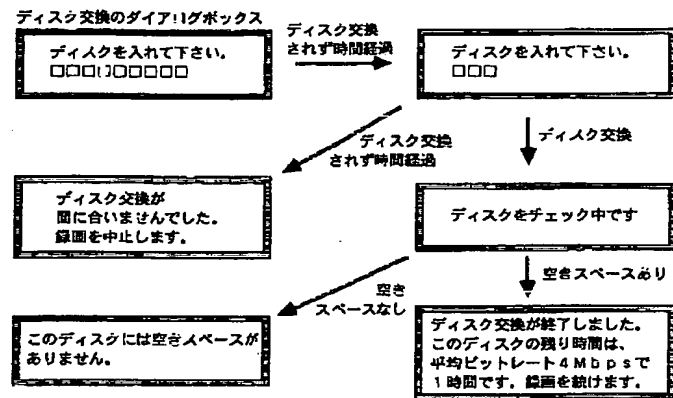 ディスク交換のダイアログボックス
ディスクを入れて下さい。
□□□□□□□□□
ディスク交換
されず時間経過
ディスクを入れて下さい。
□□□
ディスク交換
されず時間経過
ディスク交換
ディスク交換が
間に合いませんでした。
録画を中止します。
ディスクをチェック中です
空き
スペースなし
空きスペースあり
このディスクには空きスペースが
ありません。
ディスク交換が終了しました。
このディスクの残り時間は、
平均ビットレート4Mbpsで
1時間です。録画を続けます。